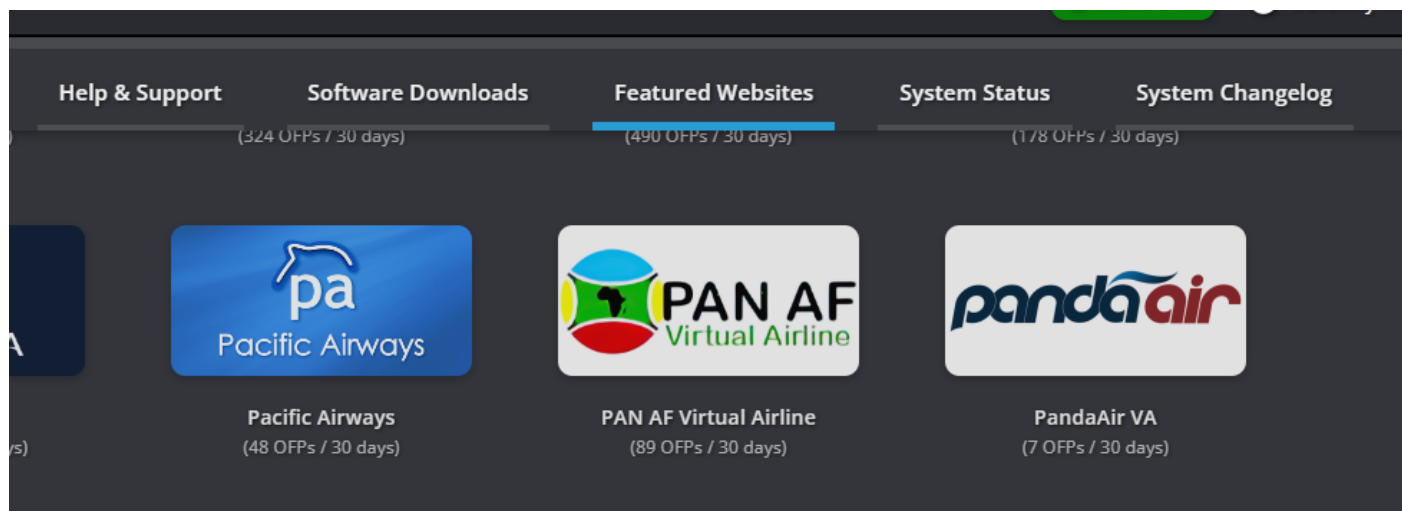 Help & Support Software Downloads Featured Websites System Status System Changelog
(324 OFPs / 30 days) (490 OFPs / 30 days) (178 OFPs / 30 days)
A
pa
Pacific Airways
PAN AF
Virtual Airline
pandaair
Pacific Airways PAN AF Virtual Airline PandaAir VA
(48 OFPs / 30 days) (89 OFPs / 30 days) (7 OFPs / 30 days)